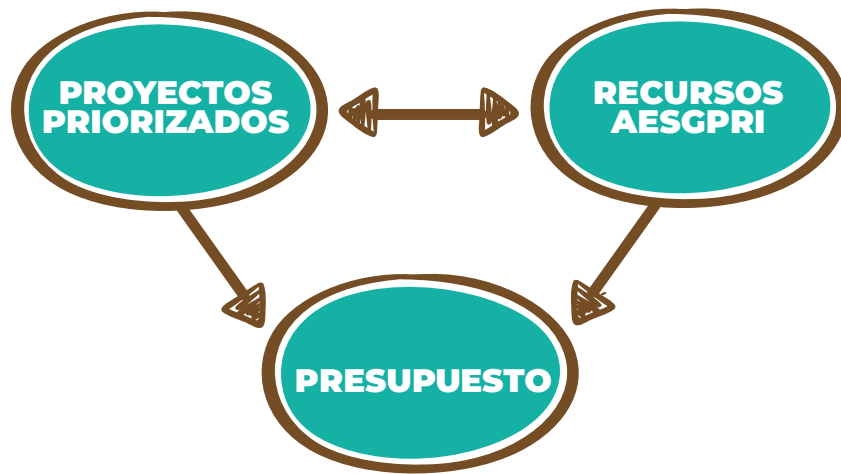 PROYECTOS
PRIORIZADOS
RECURSOS
AESGPRI
PRESUPUESTO